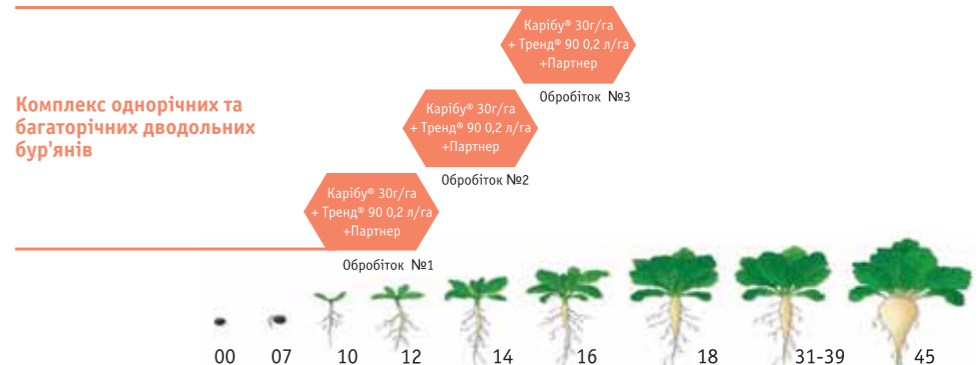 Карібу® 30г/га
+ Тренд® 90 0,2 л/га
+Партнер
Обробіток №3
Комплекс однорічних та
багаторічних дводольних
бур'янів
Карібу® 30г/га
+ Тренд® 90 0,2 л/га
+Партнер
Обробіток №2
Карібу® 30г/га
+ Тренд® 90 0,2 л/га
+Партнер
Обробіток №1
00 07 10 12 14 16 18 31-39 45